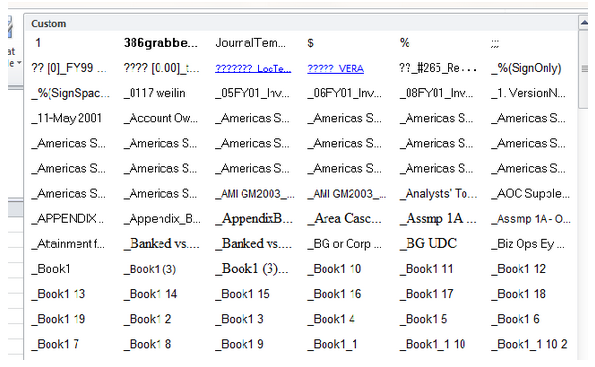 Custom
at
le
1 386grabbe... JournalTem... $ % ;;;
?? [0]_FY99 ... ???? [0.00]_t... ???????_LocTe... ?????_VERA ??_#265_Re... _%(SignOnly)
_%(SignSpac... _0117 weilin _05FY01_Inv... _06FY01_Inv... _08FY01_Inv... _1. VersionN...
_11-May 2001 _Account Ow... _Americas S... _Americas S... _Americas S... _Americas S...
_Americas S... _Americas S... _Americas S... _Americas S... _Americas S... _Americas S...
_Americas S... _Americas S... _Americas S... _Americas S... _Americas S... _Americas S...
_Americas S... _Americas S... _AMI GM2003_... _AMI GM2003_... _Analysts' To... _AOC Supple...
_APPENDIX... _Appendix_B... _AppendixB... _Area Casc... _Assmp 1A ... _Assmp 1A - O...
_Atainment f... _Banked vs.... _Banked vs.... _BG or Corp ... _BG UDC _Biz Ops Ey ...
_Book1 _Book1 (3) _Book1 (3)... _Book1 10 _Book1 11 _Book1 12
_Book1 13 _Book1 14 _Book1 15 _Book1 16 _Book1 17 _Book1 18
_Book1 19 _Book1 2 _Book1 3 _Book1 4 _Book1 5 _Book1 6
_Book1 7 _Book1 8 _Book1 9 _Book1_1 _Book1_1 10 _Book1_1 10 2